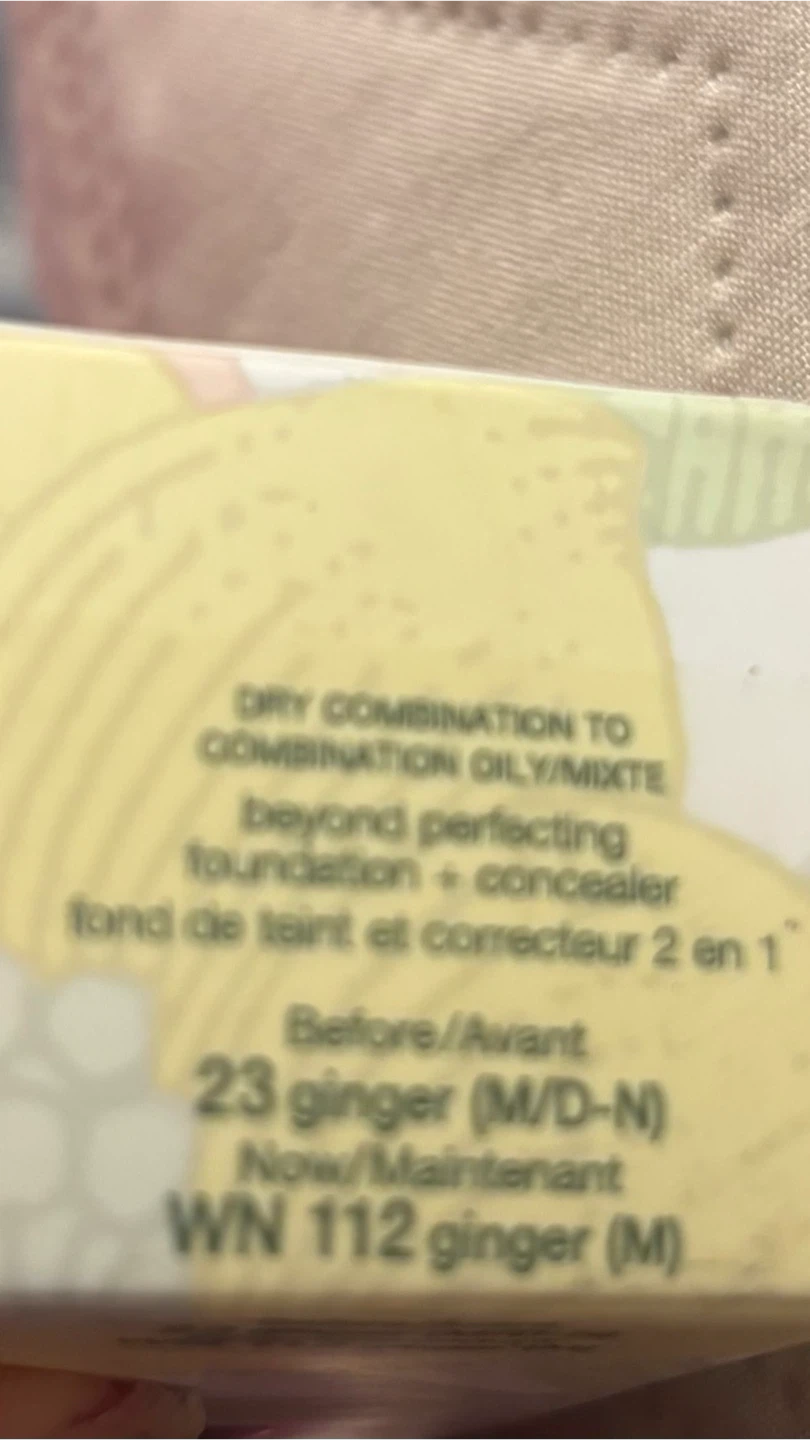 DRY COMBINATION TO
COMBINATION OILY/MIXTE
beyond perfecting
foundation + concealer
fond de teint et correcteur 2 en 1
Before/Avant
23 ginger (M/D-N)
Now/Maintenant
WN 112 ginger (M)